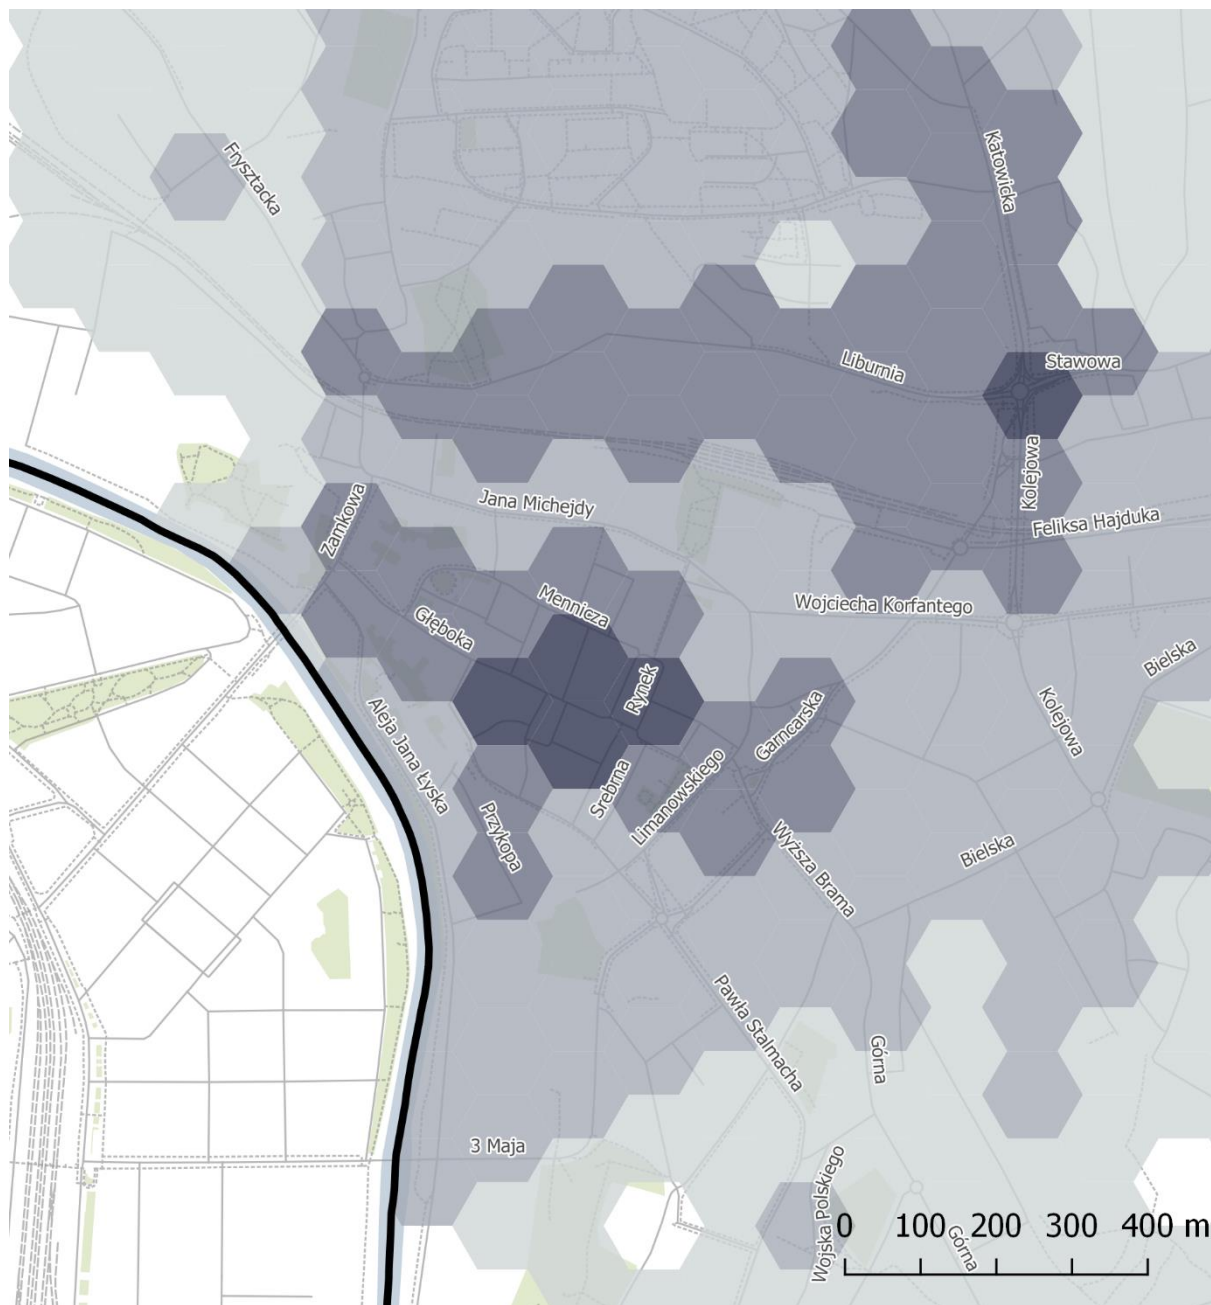 Frysztacka
Katowicka
Liburnia
Stawowa
Kolejowa
Zamkowa
Jana Michejdy
Feliksa Hajduka
Mennicza
Głęboka
Wojciecha Korfantego
Rynek
Bielska
Aleja Jana Łyska
Garncarska
Kolejowa
Srebrna
Limanowskiego
Przykopa
Wyższa Brama
Bielska
Pawła Stalmacha
Górna
3 Maja
Wojska Polskiego
Górna
0 100 200 300 400 m